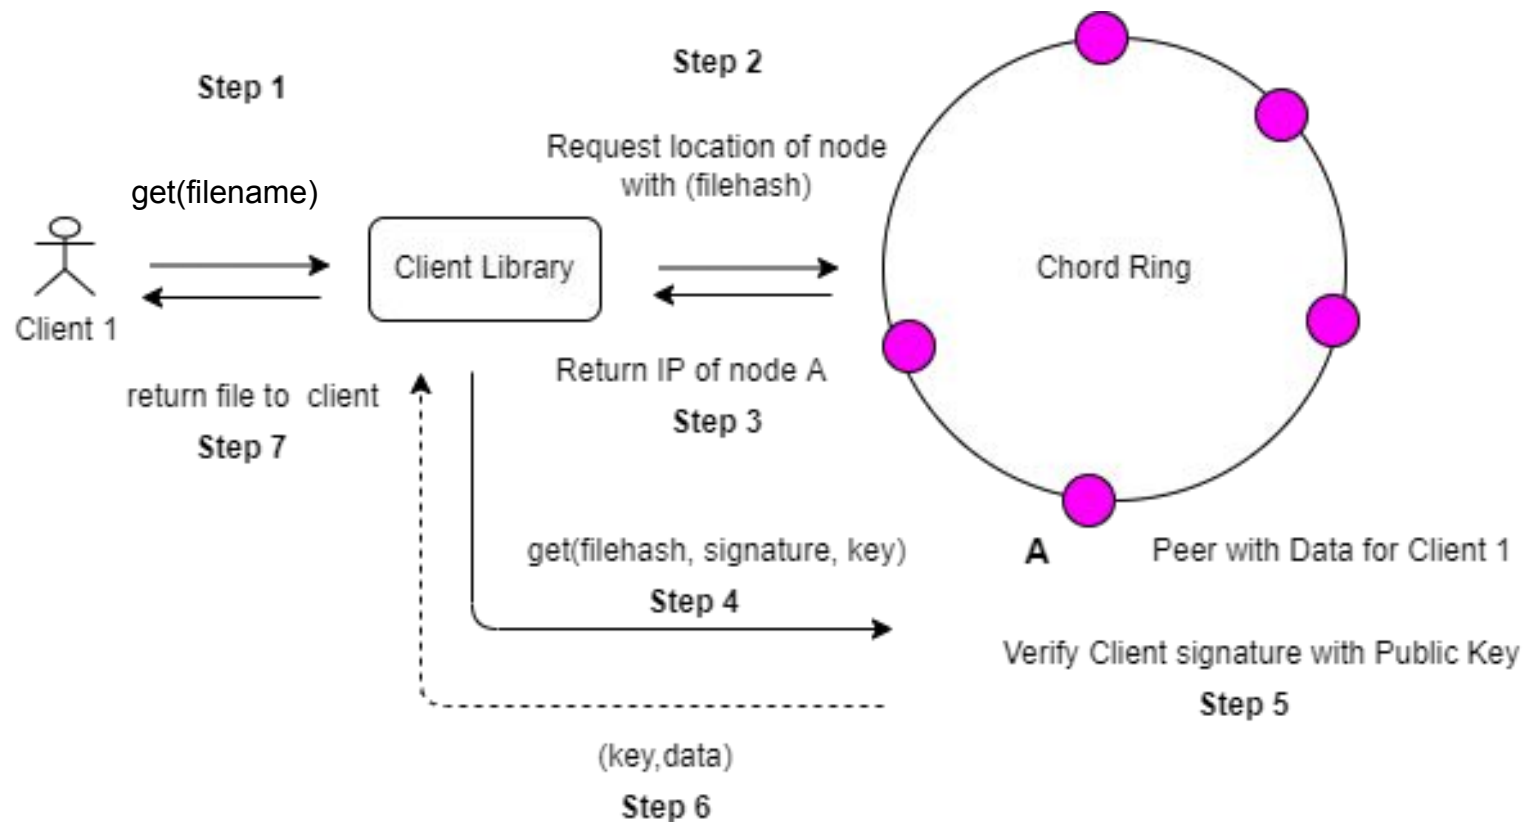 Step 1
get(filename)
Client 1
return file to client
Step 7
Client Library
Step 2
Request location of node
with (filehash)
Return IP of node A
Step 3
Chord Ring
get(filehash, signature, key)
Step 4
A
Peer with Data for Client 1
Verify Client signature with Public Key
Step 5
(key,data)
Step 6